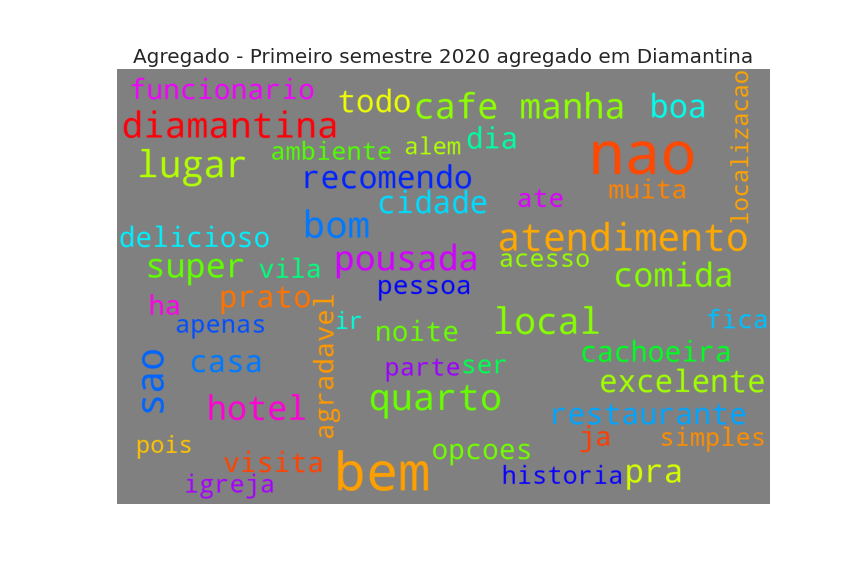 Agregado - Primeiro semestre 2020 agregado em Diamantina
funcionario
todo
cafe manha
boa
localizacao
diamantina
ambiente
alem
dia
nao
lugar
recomendo
muita
cidade
ate
bom
delicioso
atendimento
super
vila
pousada
acesso
comida
pessoa
prato
ha
apenas
agradavel
ir
noite
local
fica
sao
casa
parte
ser
cachoeira
excelente
hotel
quarto
restaurante
pois
visita
opcoes
ja
simples
igreja
bem
historia
pra